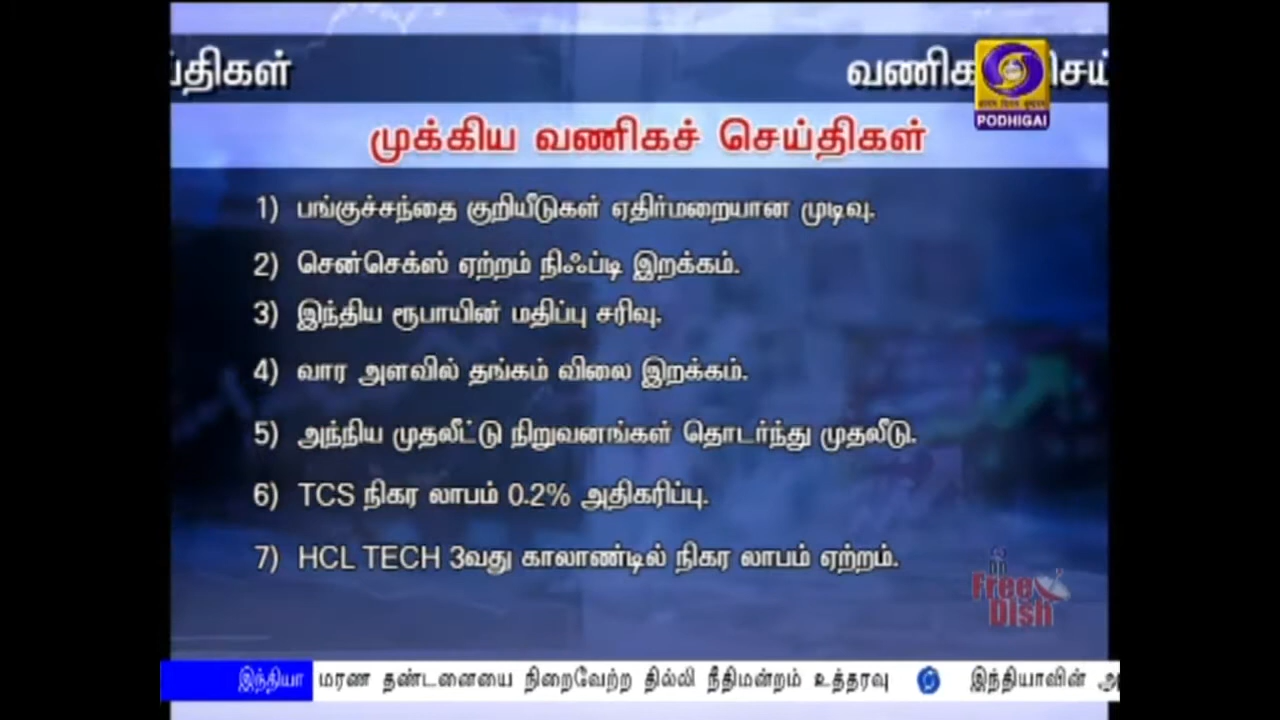 வணிகச்
PODHIGAI
முக்கிய வணிகச் செய்திகள்
1) பங்குச்சந்தை குறியீடுகள் ஏதிர்மறையான முடிவு.
2) சென்செக்ஸ் ஏற்றம் நிஃப்டி இறக்கம்.
3) இந்திய ரூபாயின் மதிப்பு சரிவு.
4) வார அளவில் தங்கம் விலை இறக்கம்.
5) அந்நிய முதலீட்டு நிறுவனங்கள் தொடர்ந்து முதலீடு.
6) TCS நிகர லாபம் 0.2% அதிகரிப்பு.
7) HCL TECH 3வது காலாண்டில் நிகர லாபம் ஏற்றம்.
DD
Free
Dish
இந்தியா மரண தண்டனையை நிறைவேற்ற தில்லி நீதிமன்றம் உத்தரவு இந்தியாவின்